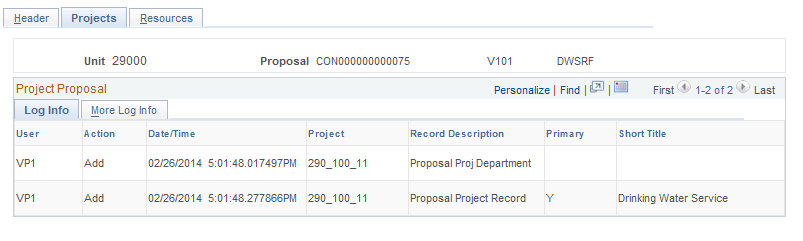 Header Projects Resources
Unit 29000 Proposal CON000000000075 V101 DWSRF
Project Proposal Personalize | Find | | First 1-2 of 2 Last
Log Info More Log Info
User Action Date/Time Project Record Description Primary Short Title
VP1 Add 02/26/2014 5:01:48.017497PM 290_100_11 Proposal Proj Department
VP1 Add 02/26/2014 5:01:48.277866PM 290_100_11 Proposal Project Record Y Drinking Water Service